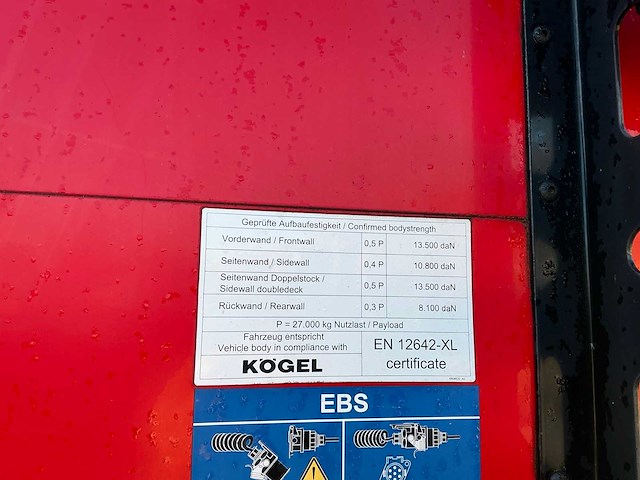 Geprüfte Aufbaufestigkeit / Confirmed bodystrength
Vorderwand / Frontwall 0,5 P 13.500 daN
Seitenwand / Sidewall 0,4 P 10.800 daN
Seitenwand Doppelstock /
Sidewall doubledeck 0,5 P 13.500 daN
Rückwand / Rearwall 0,3 P 8.100 daN
P = 27.000 kg Nutzlast / Payload
Fahrzeug entspricht
Vehicle body in compliance with
KÖGEL
EN 12642-XL
certificate
EBS